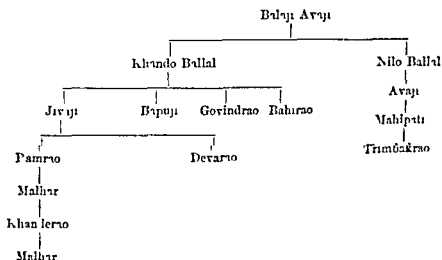 Balaji Avaji
Khando Ballal Nilo Ballal
Jivaji Bapuji Govindrao Bahirao Avaji
Mahipati
Ramrao Devarao Trimbakrao
Malhar
Khanderao
Malhar